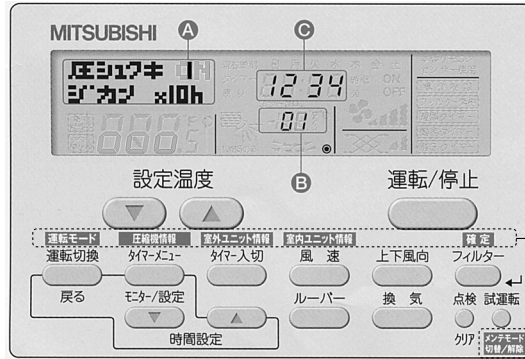 MITSUBISHI
A
C
圧シュクキ 1
ジカン x10h
1234
ON
OFF
01
B
設定温度
運転/停止
運転モード
圧縮機情報
室外ユニット情報
室内ユニット情報
確定
運転切換
タイマーメニュー
タイマー入切
風速
上下風向
フィルター
戻る
モニター/設定
ルーバー
換気
点検
試運転
時間設定
クリア
メンテモード
切替/解除